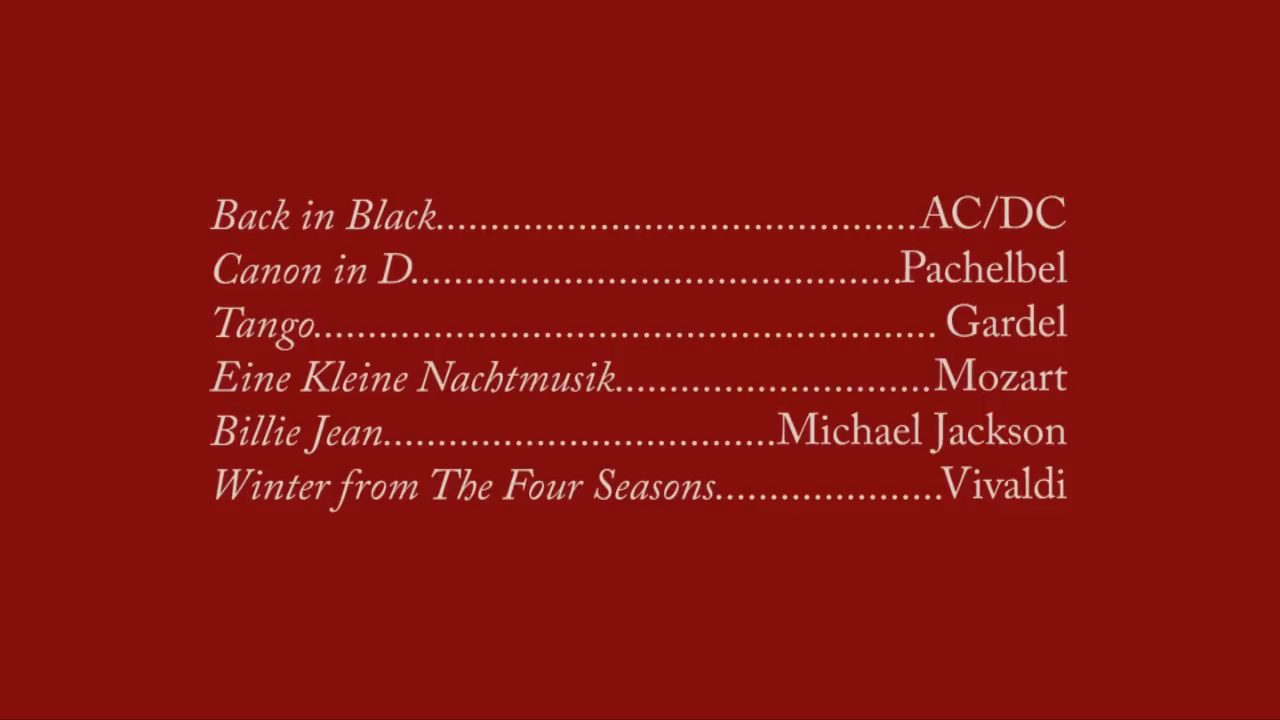 Back in Black........................................AC/DC
Canon in D.........................................Pachelbel
Tango.................................................... Gardel
Eine Kleine Nachtmusik...........................Mozart
Billie Jean.................................Michael Jackson
Winter from The Four Seasons...................Vivaldi